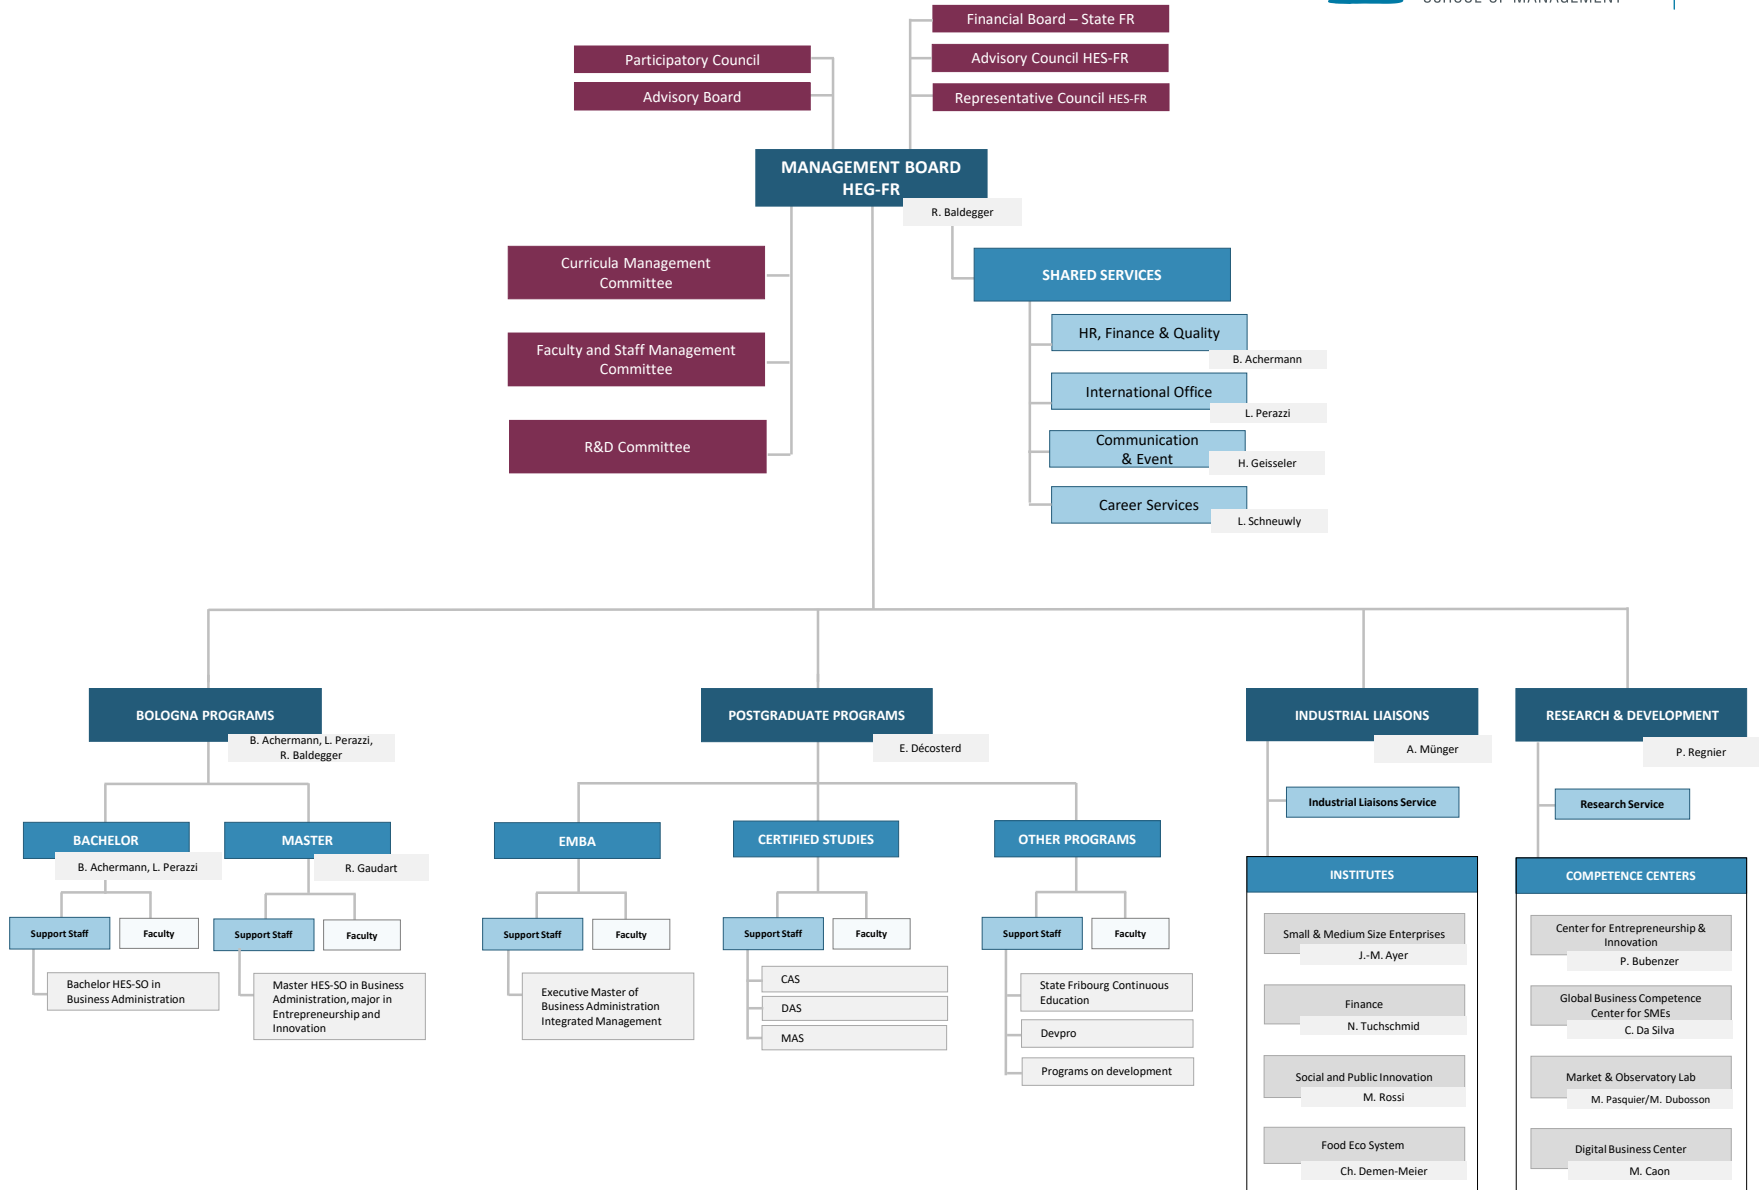 SCHOOL OF MANAGEMENT
Financial Board – State FR
Participatory Council
Advisory Council HES-FR
Advisory Board
Representative Council HES-FR
MANAGEMENT BOARD
HEG-FR
R. Baldegger
Curricula Management
Committee
SHARED SERVICES
HR, Finance & Quality
B. Achermann
Faculty and Staff Management
Committee
International Office
L. Perazzi
R&D Committee
Communication
& Event
H. Geisseler
Career Services
L. Schneuwly
BOLOGNA PROGRAMS
B. Achermann, L. Perazzi,
R. Baldegger
POSTGRADUATE PROGRAMS
E. Décosterd
INDUSTRIAL LIAISONS
A. Münger
RESEARCH & DEVELOPMENT
P. Regnier
BACHELOR
B. Achermann, L. Perazzi
Support Staff
Faculty
Bachelor HES-SO in
Business Administration
MASTER
R. Gaudart
Support Staff
Faculty
Master HES-SO in Business
Administration, major in
Entrepreneurship and
Innovation
EMBA
Support Staff
Faculty
Executive Master of
Business Administration
Integrated Management
CERTIFIED STUDIES
Support Staff
Faculty
CAS
DAS
MAS
OTHER PROGRAMS
Support Staff
Faculty
State Fribourg Continuous
Education
Devpro
Programs on development
Industrial Liaisons Service
INSTITUTES
Small & Medium Size Enterprises
J.-M. Ayer
Finance
N. Tuchschmid
Social and Public Innovation
M. Rossi
Food Eco System
Ch. Demen-Meier
Research Service
COMPETENCE CENTERS
Center for Entrepreneurship &
Innovation
P. Bubenzer
Global Business Competence
Center for SMEs
C. Da Silva
Market & Observatory Lab
M. Pasquier/M. Dubosson
Digital Business Center
M. Caon